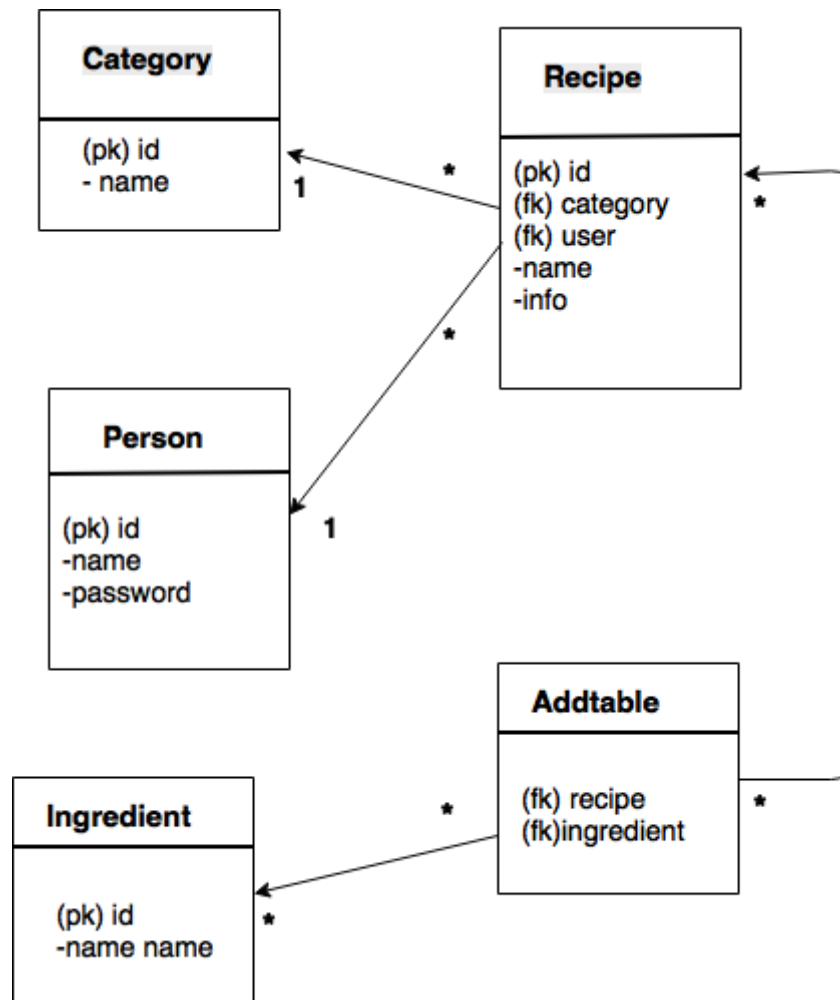 Category
(pk) id
- name
1
*
Recipe
(pk) id
(fk) category
(fk) user
-name
-info
*
*
Person
(pk) id
-name
-password
1
Addtable
(fk) recipe
(fk)ingredient
*
*
Ingredient
(pk) id
-name name
*